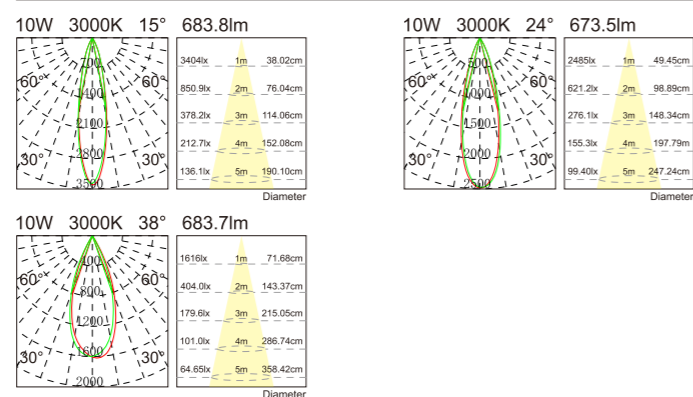 10W 3000K 15° 683.8lm
700
1400
2100
2800
3500
60° 60°
30° 30°
3404lx 1m 38.02cm
850.9lx 2m 76.04cm
378.2lx 3m 114.06cm
212.7lx 4m 152.08cm
136.1lx 5m 190.10cm
Diameter
10W 3000K 24° 673.5lm
500
1000
1500
2000
2500
60° 60°
30° 30°
2485lx 1m 49.45cm
621.2lx 2m 98.89cm
276.1lx 3m 148.34cm
155.3lx 4m 197.79m
99.40lx 5m 247.24cm
Diameter
10W 3000K 38° 683.7lm
400
800
1200
1600
2000
60° 60°
30° 30°
1616lx 1m 71.68cm
404.0lx 2m 143.37cm
179.6lx 3m 215.05cm
101.0lx 4m 286.74cm
64.65lx 5m 358.42cm
Diameter